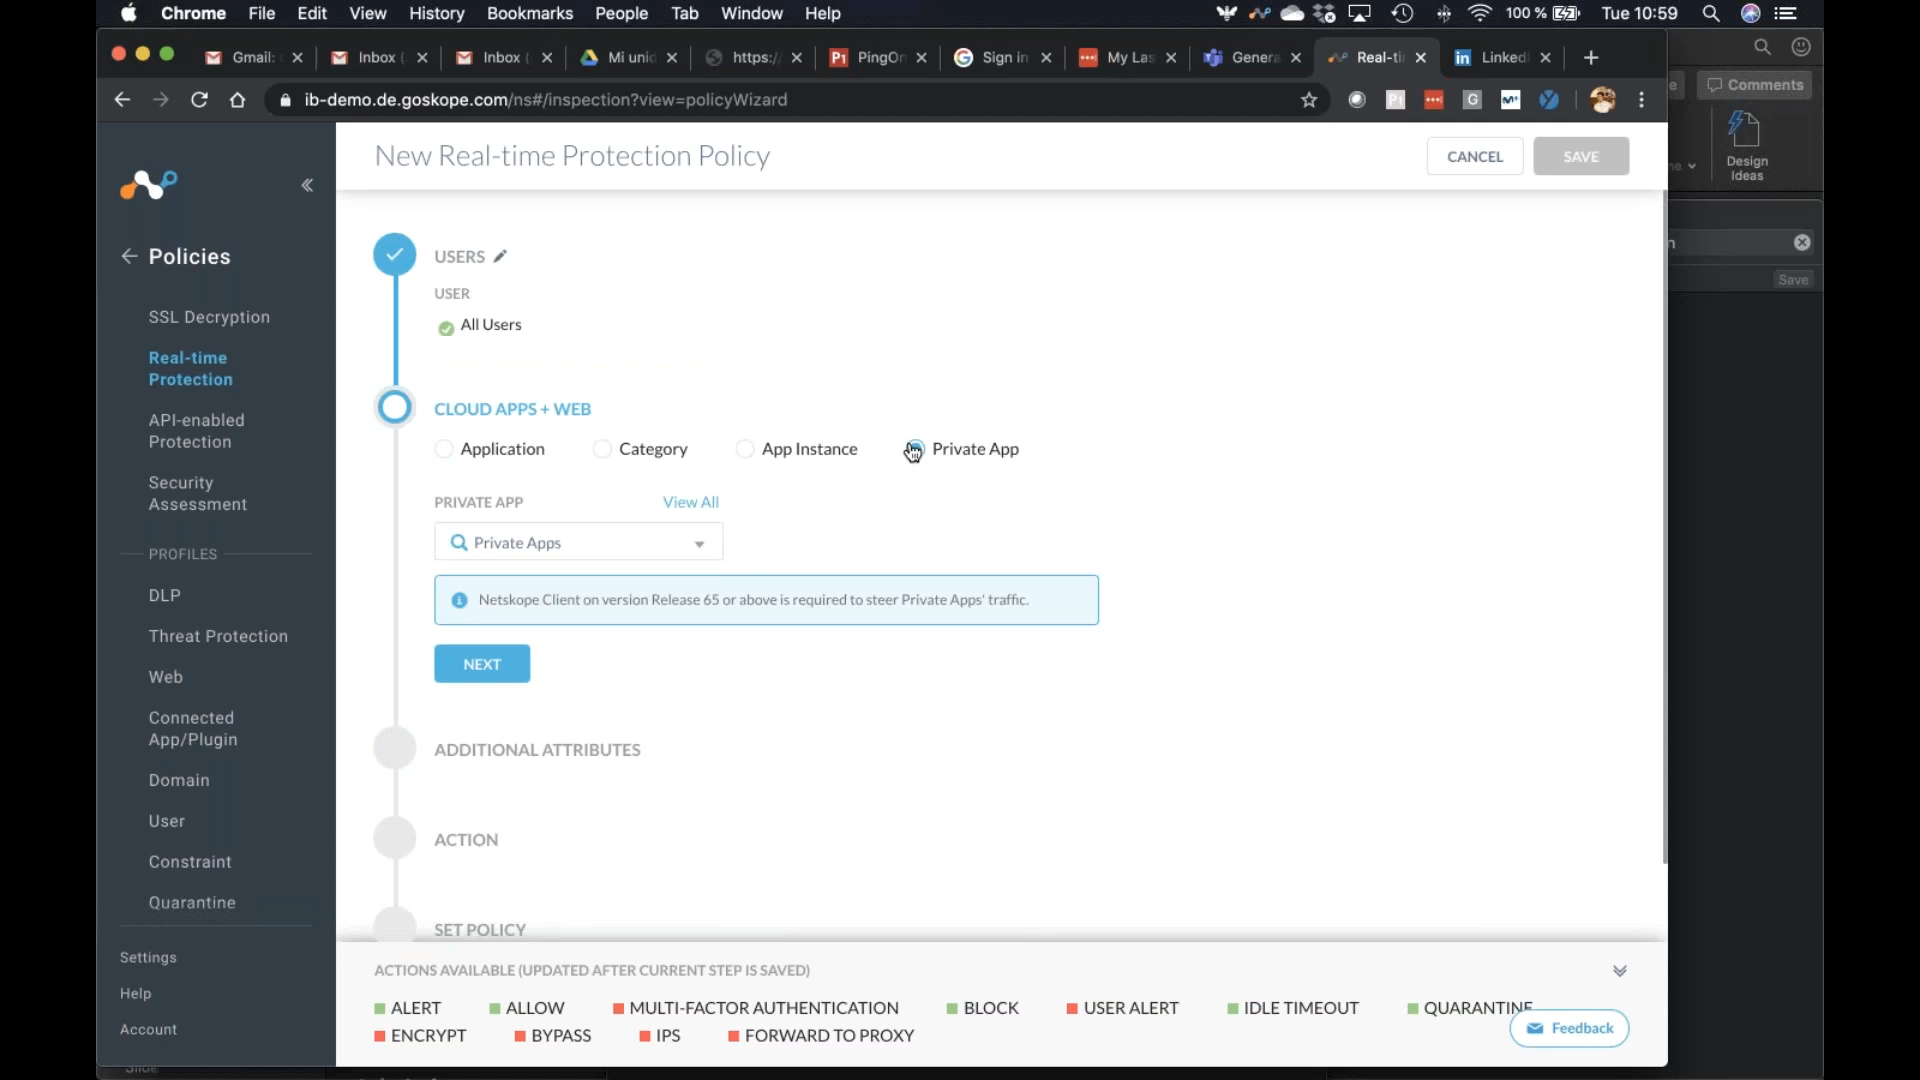 Chrome File Edit View History Bookmarks People Tab Window Help 100 % Tue 10:59
Gmail: Inbox ( Inbox ( Mi unid https:// PingOn Sign in My Las Genera Real-ti LinkedI
ib-demo.de.goskope.com/ns#/inspection?view=policyWizard
Comments
Design
Ideas
Save
New Real-time Protection Policy
CANCEL
SAVE
Policies
SSL Decryption
Real-time
Protection
API-enabled
Protection
Security
Assessment
PROFILES
DLP
Threat Protection
Web
Connected
App/Plugin
Domain
User
Constraint
Quarantine
Settings
Help
Account
USERS
USER
All Users
CLOUD APPS + WEB
Application Category App Instance Private App
PRIVATE APP View All
Private Apps
Netskope Client on version Release 65 or above is required to steer Private Apps' traffic.
NEXT
ADDITIONAL ATTRIBUTES
ACTION
SET POLICY
ACTIONS AVAILABLE (UPDATED AFTER CURRENT STEP IS SAVED)
ALERT ALLOW MULTI-FACTOR AUTHENTICATION BLOCK USER ALERT IDLE TIMEOUT QUARANTINE
ENCRYPT BYPASS IPS FORWARD TO PROXY
Feedback